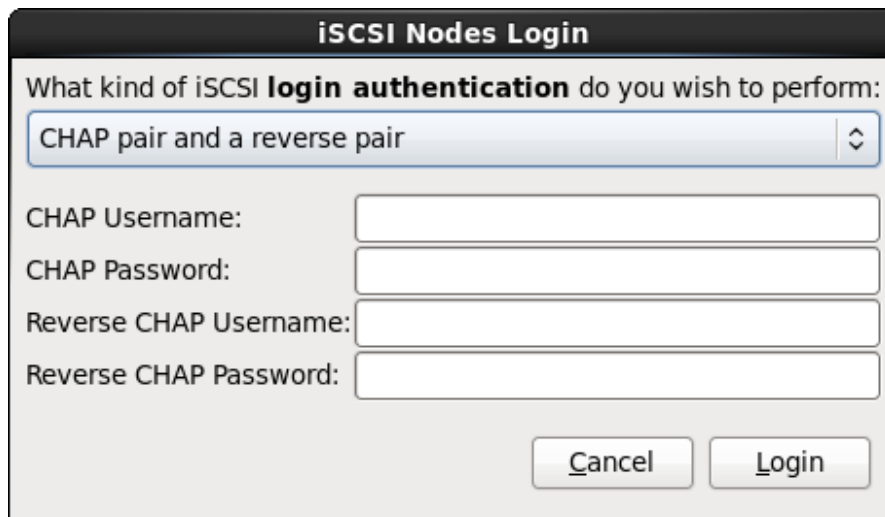 iSCSI Nodes Login
What kind of iSCSI login authentication do you wish to perform:
CHAP pair and a reverse pair
CHAP Username:
CHAP Password:
Reverse CHAP Username:
Reverse CHAP Password:
Cancel Login